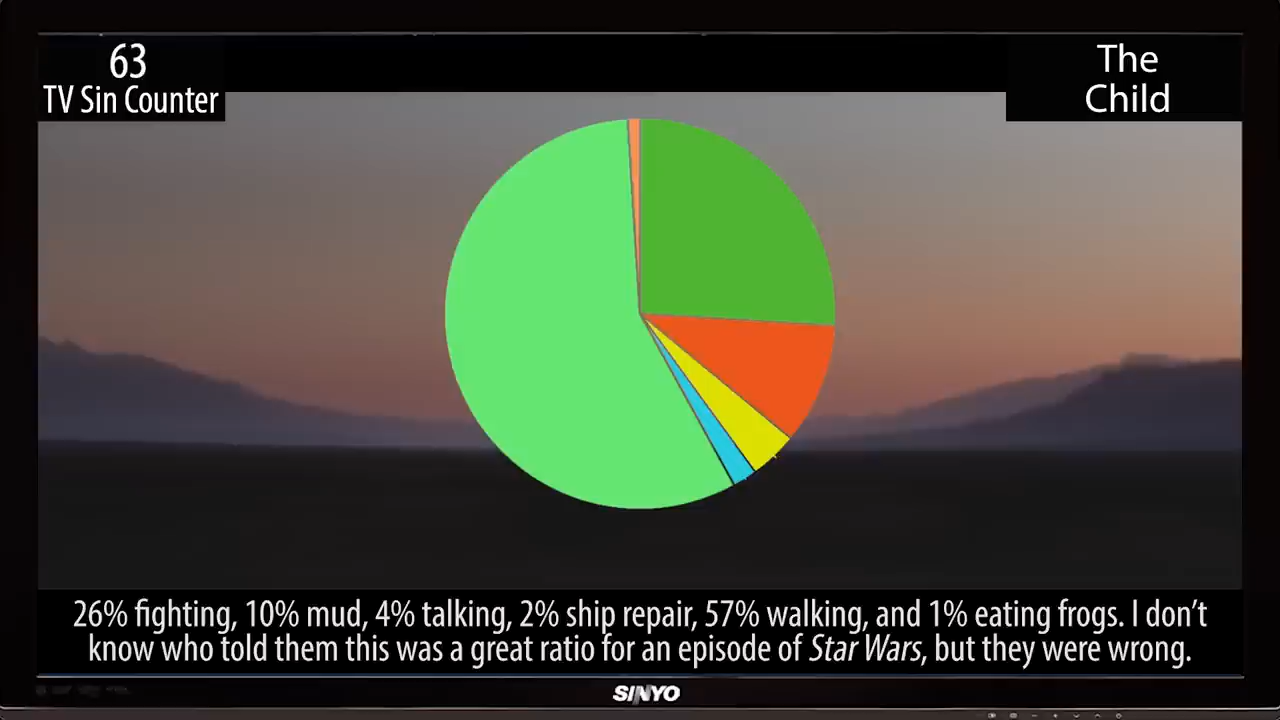 63
TV Sin Counter
The
Child
26% fighting, 10% mud, 4% talking, 2% ship repair, 57% walking, and 1% eating frogs. I don't
know who told them this was a great ratio for an episode of Star Wars, but they were wrong.
SINYO